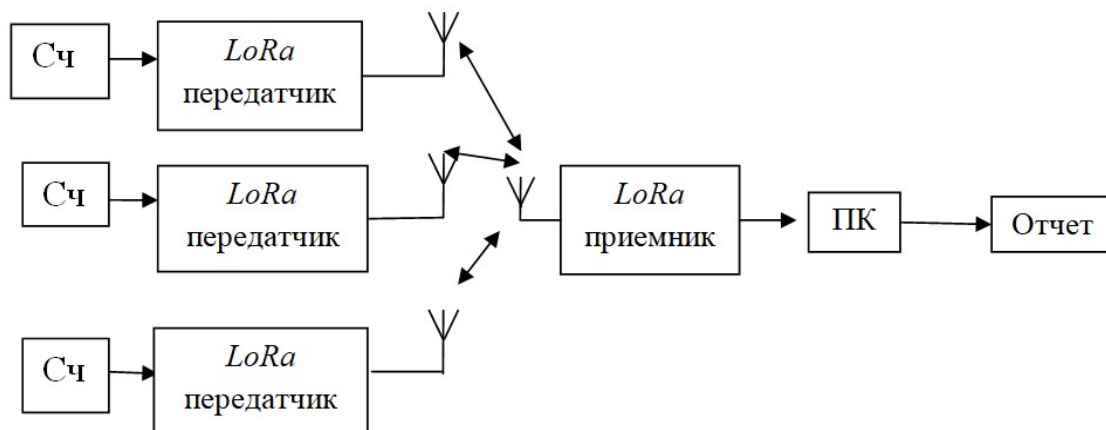 Сч
LoRa
передатчик
Сч
LoRa
передатчик
LoRa
приемник
ПК
Отчет
Сч
LoRa
передатчик